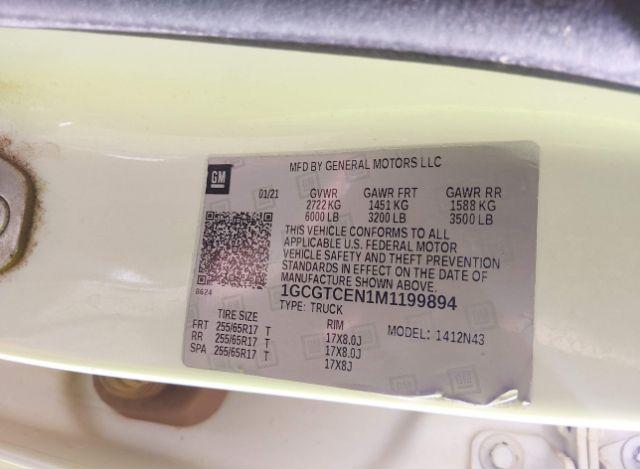 GM
MFD BY GENERAL MOTORS LLC
01/21 GVWR GAWR FRT GAWR RR
2722 KG 1451 KG 1588 KG
6000 LB 3200 LB 3500 LB
THIS VEHICLE CONFORMS TO ALL
APPLICABLE U.S. FEDERAL MOTOR
VEHICLE SAFETY AND THEFT PREVENTION
STANDARDS IN EFFECT ON THE DATE OF
MANUFACTURE SHOWN ABOVE.
8624 1GCGTCEN1M1199894
TYPE: TRUCK
TIRE SIZE RIM MODEL: 1412N43
FRT 255/65R17 T 17X8.0J
RR 255/65R17 T 17X8.0J
SPA 255/65R17 T 17X8J